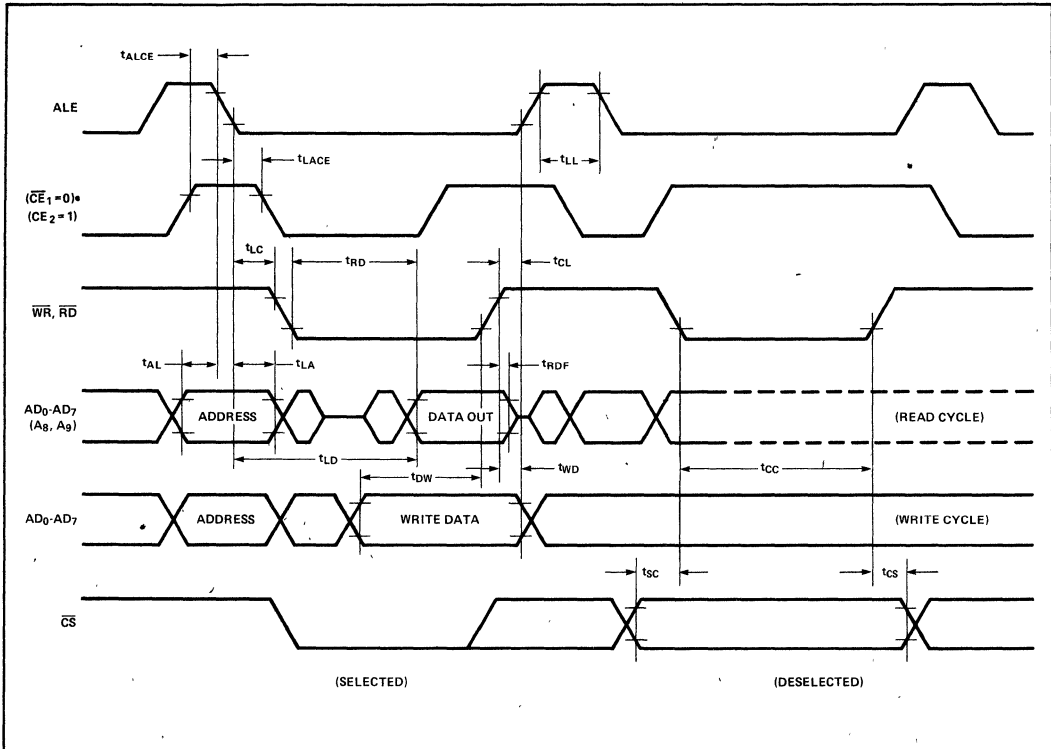 tALCE
ALE
tLACE
tLL
(CE1 = 0)•
(CE2 = 1)
tLC
tRD
tCL
WR, RD
tAL
tLA
tRDF
AD0-AD7
(A8, A9)
ADDRESS
DATA OUT
(READ CYCLE)
tLD
tDW
tWD
tCC
AD0-AD7
ADDRESS
WRITE DATA
(WRITE CYCLE)
tSC
tCS
CS
(SELECTED)
(DESELECTED)